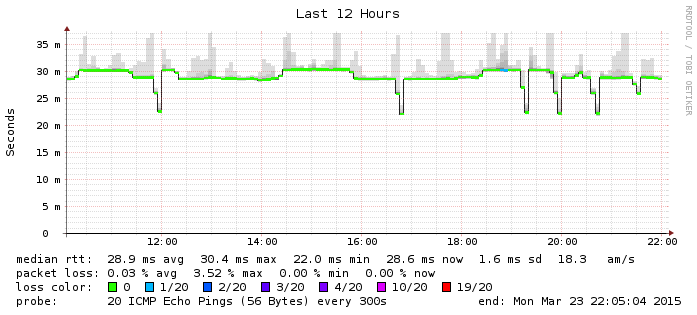 Last 12 Hours
RRDTOOL / TOBI OETIKER
Seconds
35 m
30 m
25 m
20 m
15 m
10 m
5 m
0
12:00 14:00 16:00 18:00 20:00 22:00
median rtt: 28.9 ms avg 30.4 ms max 22.0 ms min 28.6 ms now 1.6 ms sd 18.3 am/s
packet loss: 0.03 % avg 3.52 % max 0.00 % min 0.00 % now
loss color: 0 1/20 2/20 3/20 4/20 10/20 19/20
probe: 20 ICMP Echo Pings (56 Bytes) every 300s end: Mon Mar 23 22:05:04 2015